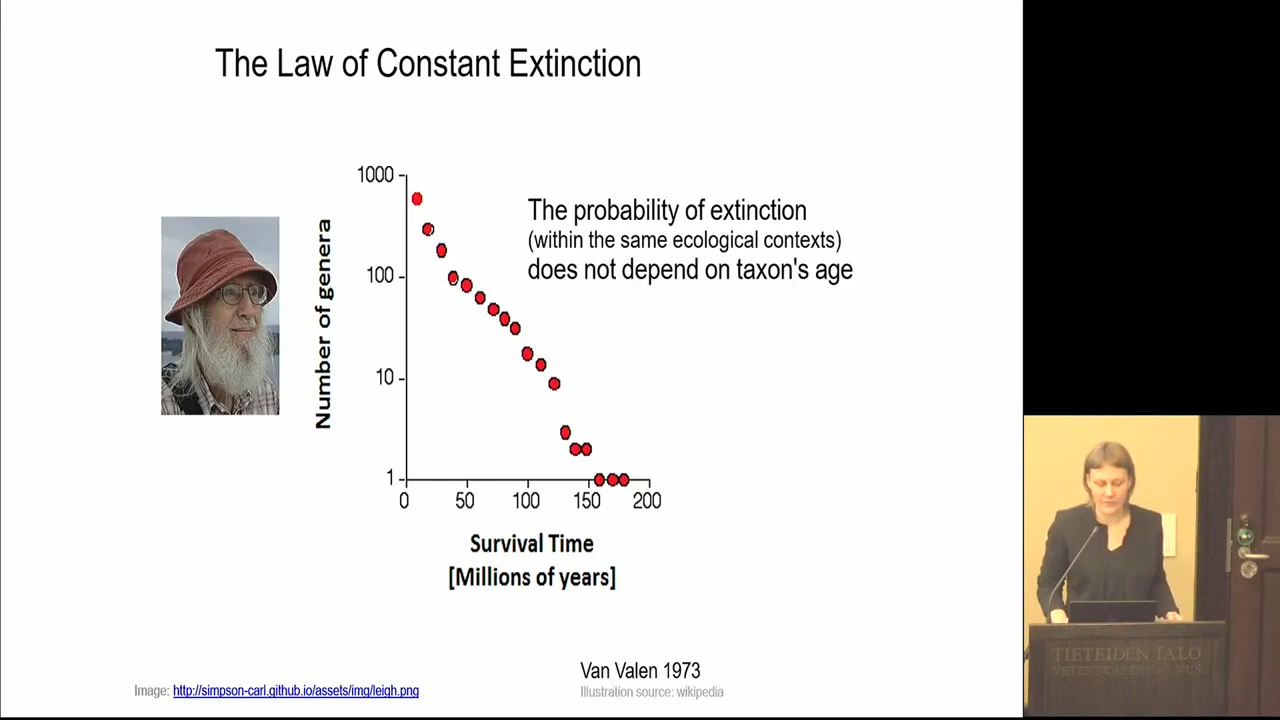 The Law of Constant Extinction
The probability of extinction
(within the same ecological contexts)
does not depend on taxon's age
Number of genera
1000
100
10
1
0 50 100 150 200
Survival Time
[Millions of years]
Van Valen 1973
Illustration source: wikipedia
Image: http://simpson-carl.github.io/assets/img/leigh.png
TIETEIDEN TALO
VETENSKAPERNAS HUS